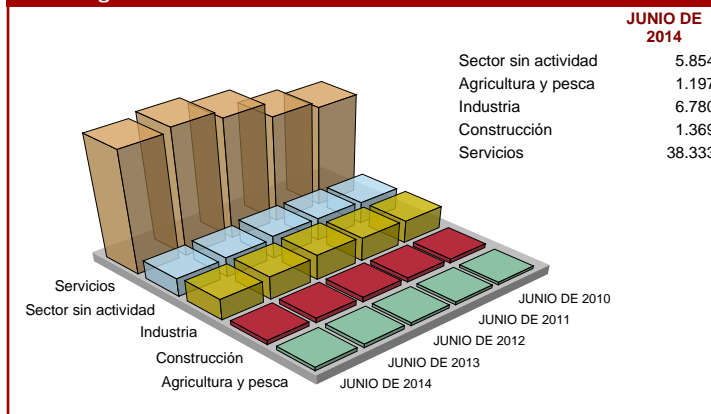 JUNIO DE
2014
Sector sin actividad 5.854
Agricultura y pesca 1.197
Industria 6.780
Construcción 1.369
Servicios 38.333
Servicios
Sector sin actividad
Industria
Construcción
Agricultura y pesca
JUNIO DE 2010
JUNIO DE 2011
JUNIO DE 2012
JUNIO DE 2013
JUNIO DE 2014